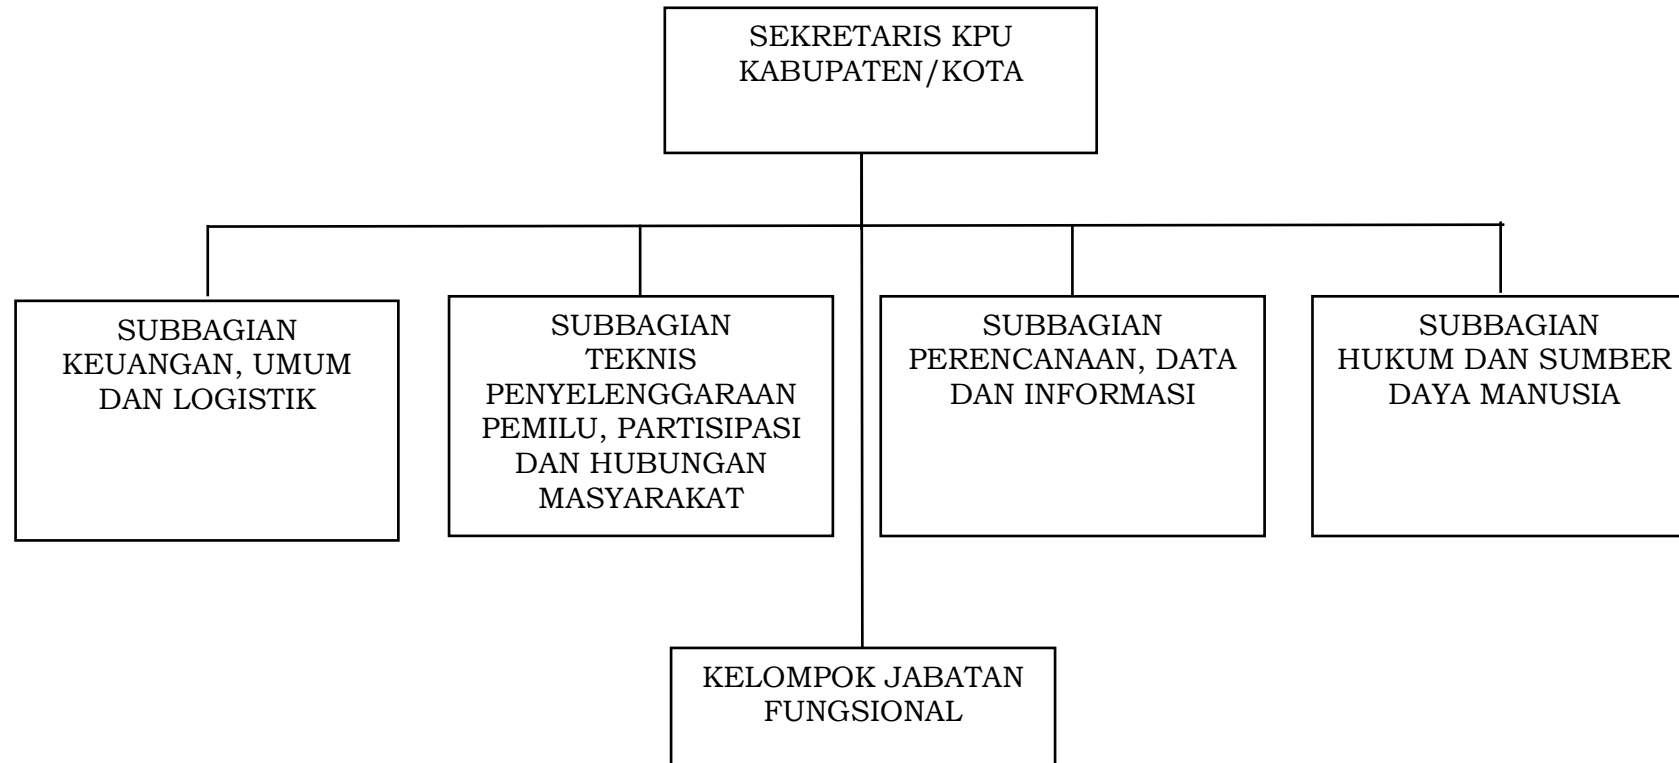 SEKRETARIS KPU
KABUPATEN/KOTA
SUBBAGIAN
KEUANGAN, UMUM
DAN LOGISTIK
SUBBAGIAN
TEKNIS
PENYELENGGARAAN
PEMILU, PARTISIPASI
DAN HUBUNGAN
MASYARAKAT
SUBBAGIAN
PERENCANAAN, DATA
DAN INFORMASI
SUBBAGIAN
HUKUM DAN SUMBER
DAYA MANUSIA
KELOMPOK JABATAN
FUNGSIONAL